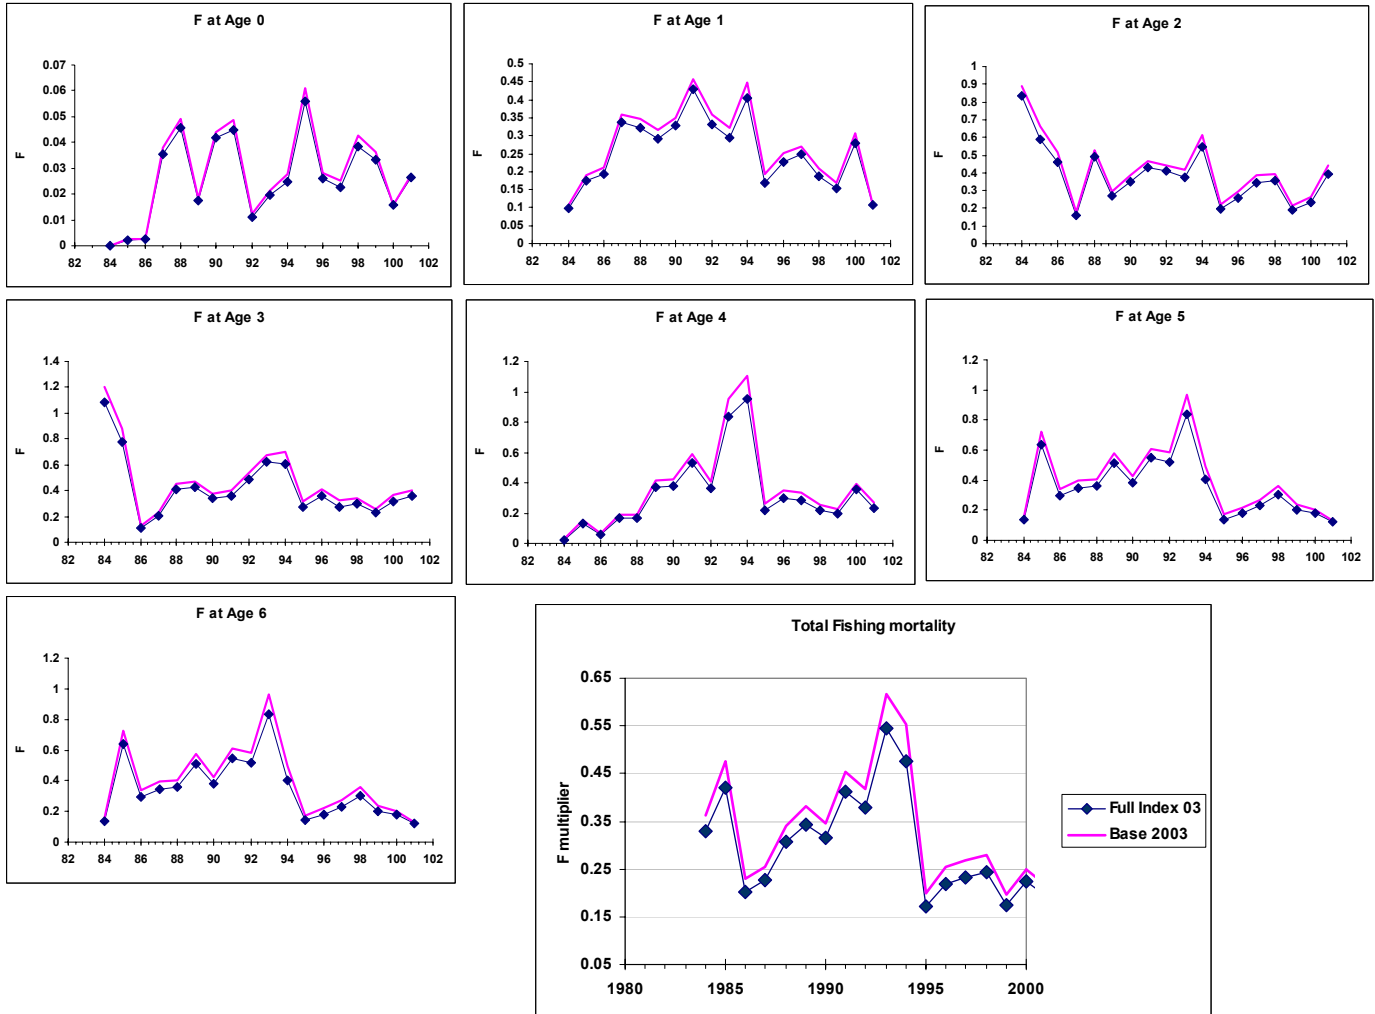 F at Age 0
0.07
0.06
0.05
0.04
0.03
0.02
0.01
0
F
82 84 86 88 90 92 94 96 98 100 102
F at Age 1
0.5
0.45
0.4
0.35
0.3
0.25
0.2
0.15
0.1
0.05
0
F
82 84 86 88 90 92 94 96 98 100 102
F at Age 2
1
0.9
0.8
0.7
0.6
0.5
0.4
0.3
0.2
0.1
0
F
82 84 86 88 90 92 94 96 98 100 102
F at Age 3
1.4
1.2
1
0.8
0.6
0.4
0.2
0
F
82 84 86 88 90 92 94 96 98 100 102
F at Age 4
1.2
1
0.8
0.6
0.4
0.2
0
F
82 84 86 88 90 92 94 96 98 100 102
F at Age 5
1.2
1
0.8
0.6
0.4
0.2
0
F
82 84 86 88 90 92 94 96 98 100 102
F at Age 6
1.2
1
0.8
0.6
0.4
0.2
0
F
82 84 86 88 90 92 94 96 98 100 102
Total Fishing mortality
0.65
0.55
0.45
0.35
0.25
0.15
0.05
F multiplier
1980 1985 1990 1995 2000
Full Index 03
Base 2003